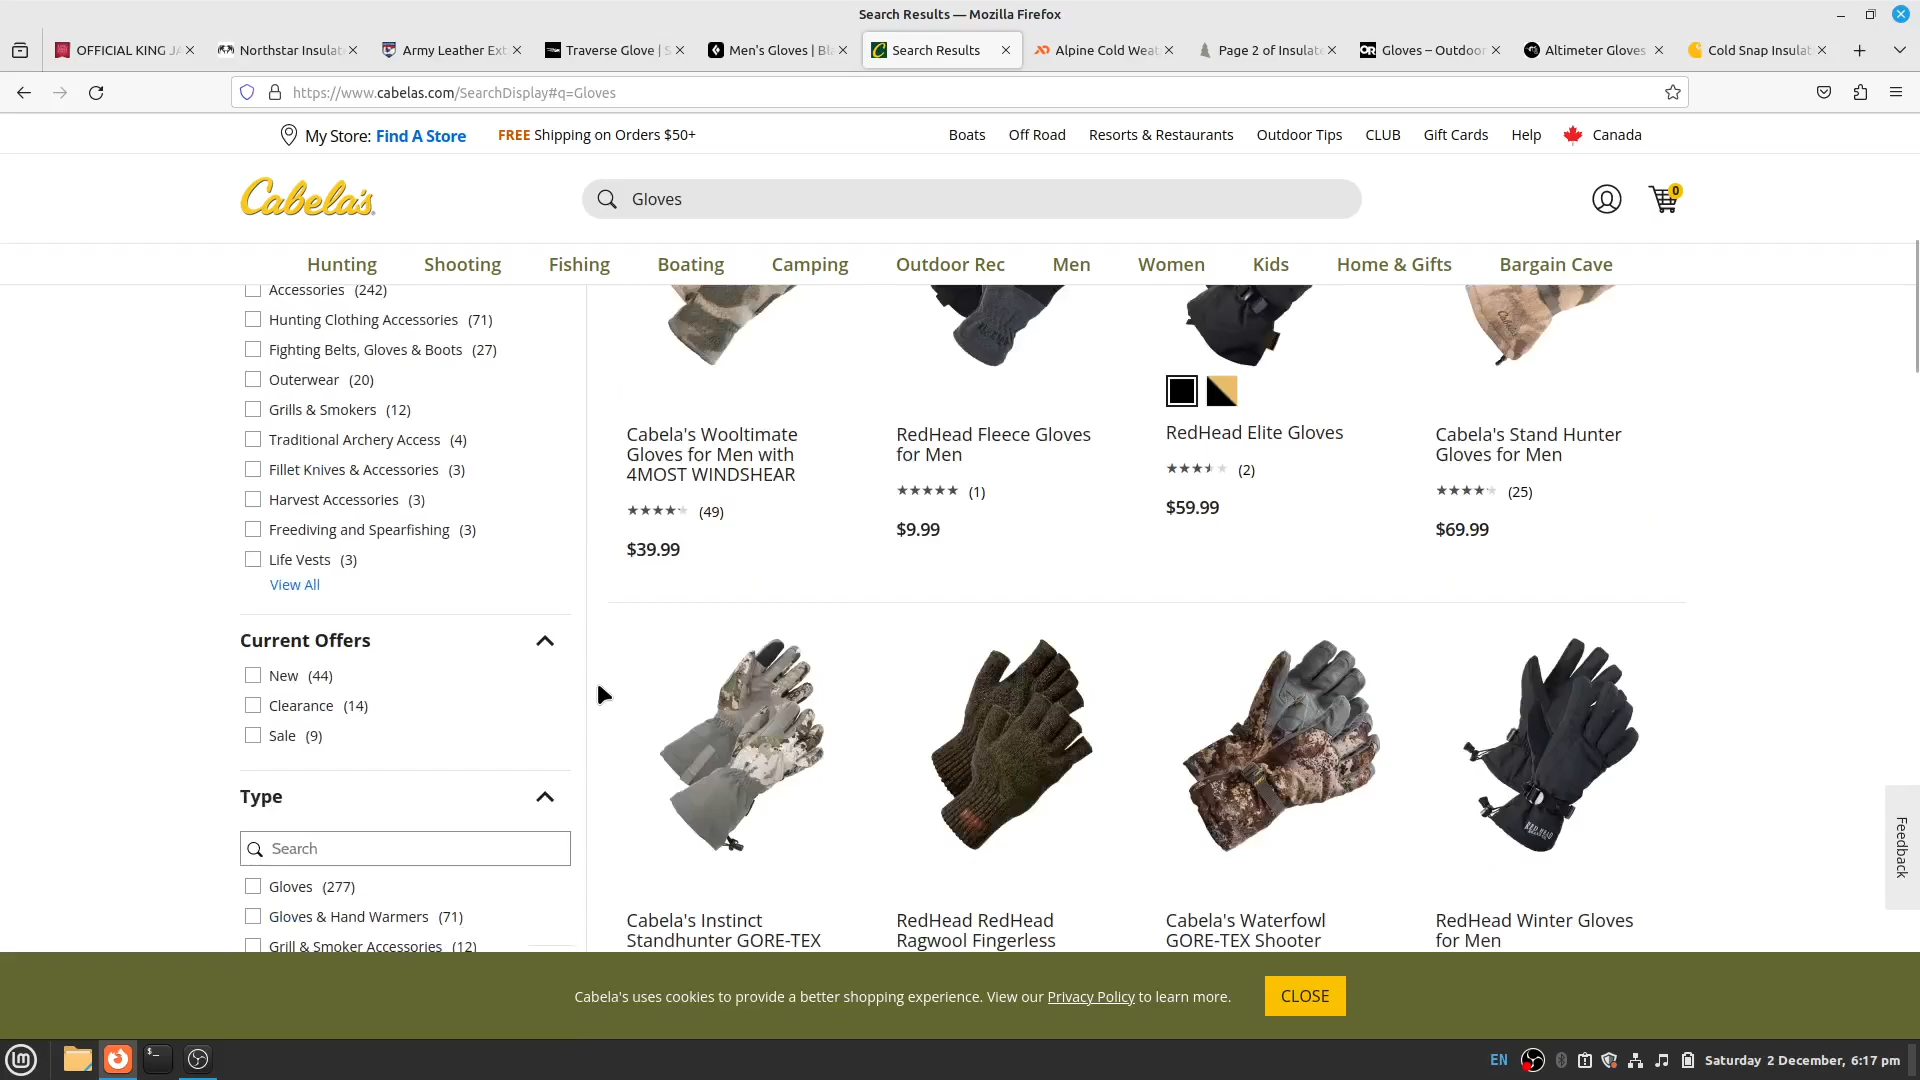 Search Results — Mozilla Firefox
OFFICIAL KING JA
Northstar Insulat
Army Leather Ext
Traverse Glove | S
Men's Gloves | Bla
Search Results
Alpine Cold Weat
Page 2 of Insulate
Gloves – Outdoor
Altimeter Gloves
Cold Snap Insulat
https://www.cabelas.com/SearchDisplay#q=Gloves
My Store: Find A Store
FREE Shipping on Orders $50+
Boats
Off Road
Resorts & Restaurants
Outdoor Tips
CLUB
Gift Cards
Help
Canada
Cabela's
Gloves
0
Hunting
Shooting
Fishing
Boating
Camping
Outdoor Rec
Men
Women
Kids
Home & Gifts
Bargain Cave
Accessories (242)
Hunting Clothing Accessories (71)
Fighting Belts, Gloves & Boots (27)
Outerwear (20)
Grills & Smokers (12)
Traditional Archery Access (4)
Fillet Knives & Accessories (3)
Harvest Accessories (3)
Freediving and Spearfishing (3)
Life Vests (3)
View All
Current Offers
New (44)
Clearance (14)
Sale (9)
Type
Search
Gloves (277)
Gloves & Hand Warmers (71)
Grill & Smoker Accessories (12)
Cabela's Wooltimate
Gloves for Men with
4MOST WINDSHEAR
(49)
$39.99
RedHead Fleece Gloves
for Men
(1)
$9.99
RedHead Elite Gloves
(2)
$59.99
Cabela's Stand Hunter
Gloves for Men
(25)
$69.99
Cabela's Instinct
Standhunter GORE-TEX
RedHead RedHead
Ragwool Fingerless
Cabela's Waterfowl
GORE-TEX Shooter
RedHead Winter Gloves
for Men
Feedback
Cabela's uses cookies to provide a better shopping experience. View our Privacy Policy to learn more.
CLOSE
EN
Saturday 2 December, 6:17 pm